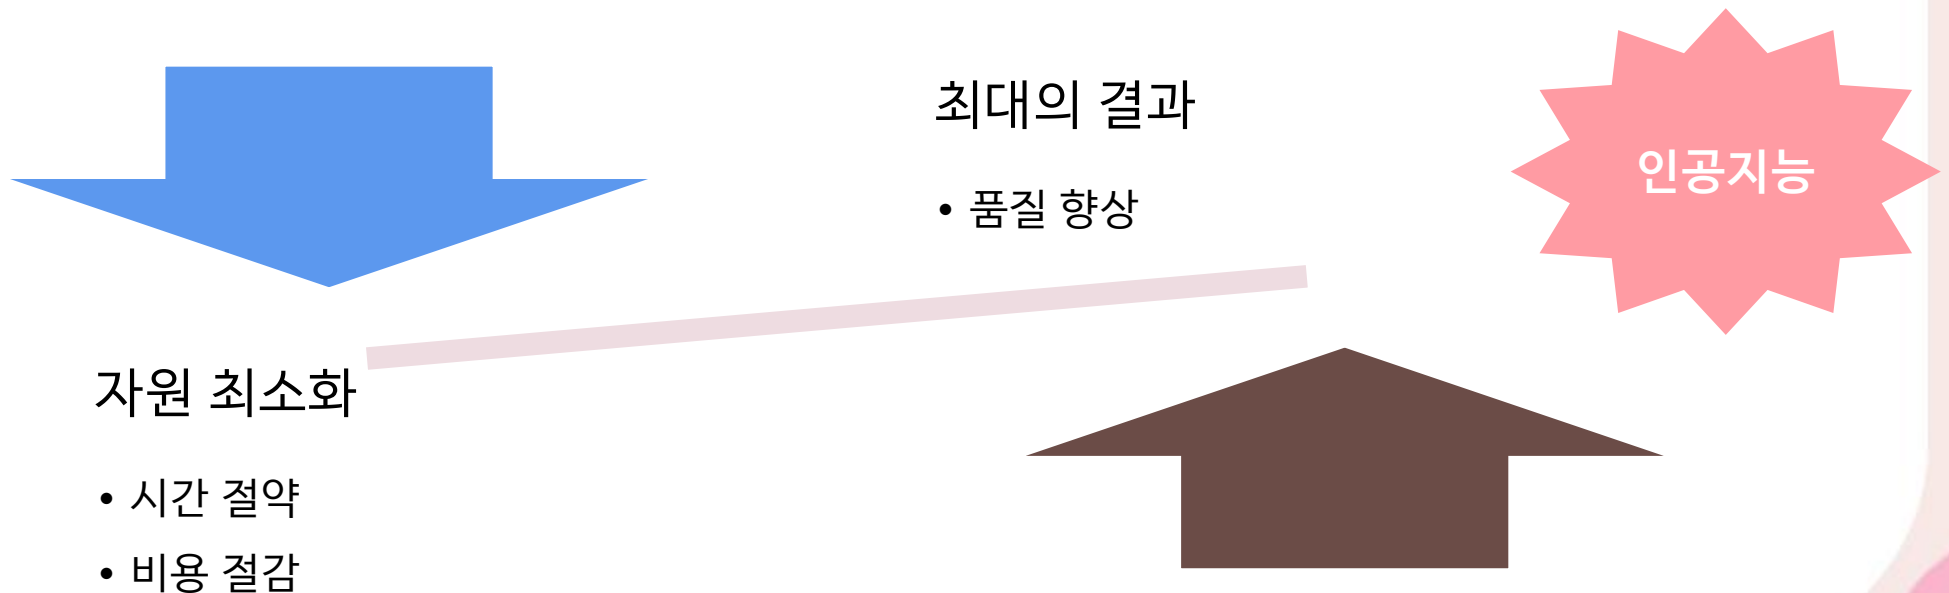 최대의 결과
• 품질 향상
인공지능
자원 최소화
• 시간 절약
• 비용 절감